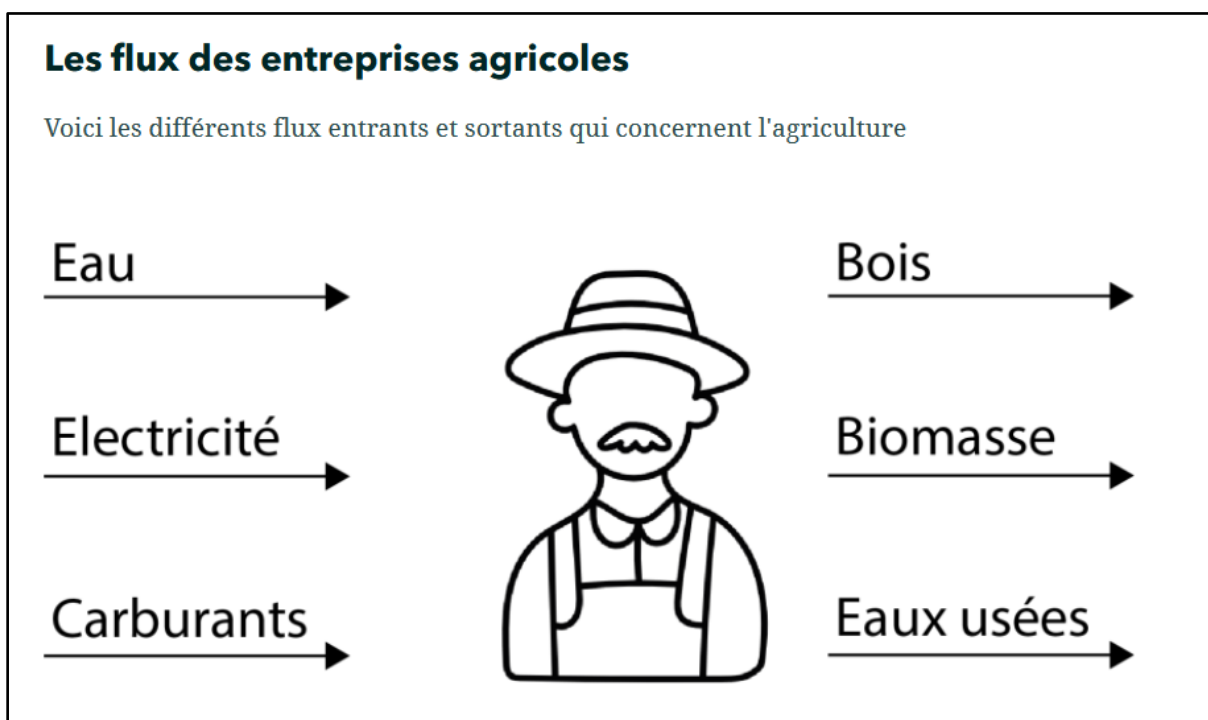 Les flux des entreprises agricoles
Voici les différents flux entrants et sortants qui concernent l'agriculture
Eau
Bois
Electricité
Biomasse
Carburants
Eaux usées